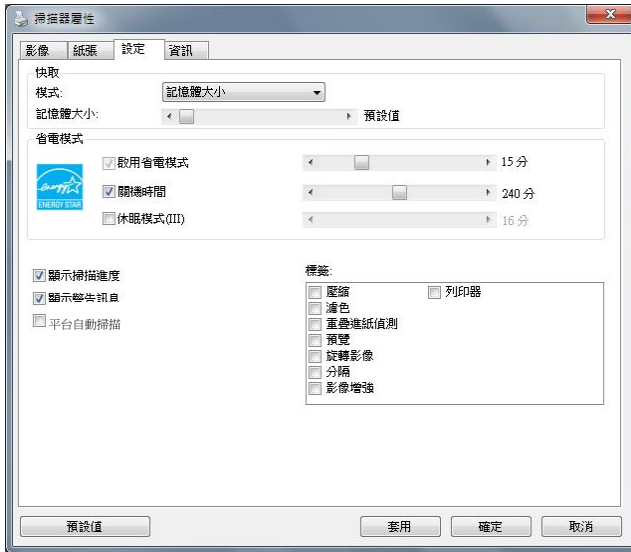 掃描器屬性
影像 紙張 設定 資訊
快取
模式: 記憶體大小
記憶體大小: 預設值
省電模式
energy
ENERGY STAR
啟用省電模式 15 分
關機時間 240 分
休眠模式(III) 16 分
顯示掃描進度
顯示警告訊息
平台自動掃描
標籤:
壓縮 列印器
濾色
重疊進紙偵測
預覽
旋轉影像
分隔
影像增強
預設值 套用 確定 取消